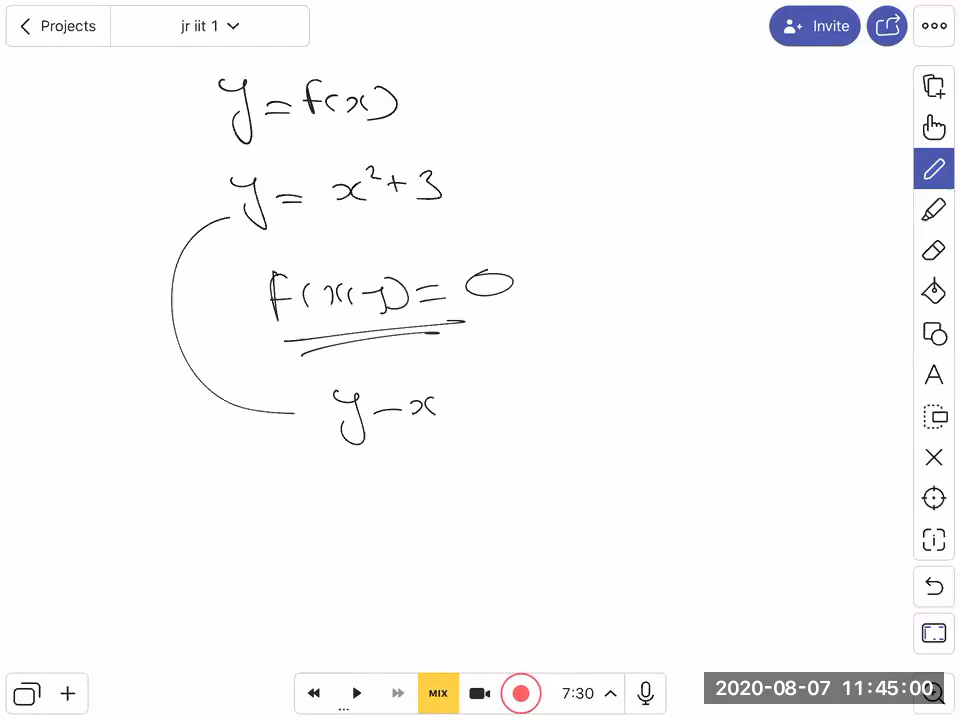 Projects
jr iit 1
Invite
y = f(x)
y = x² + 3
f(x-y) = 0
y - x
A
MIX
7:30
2020-08-07 11:45:00